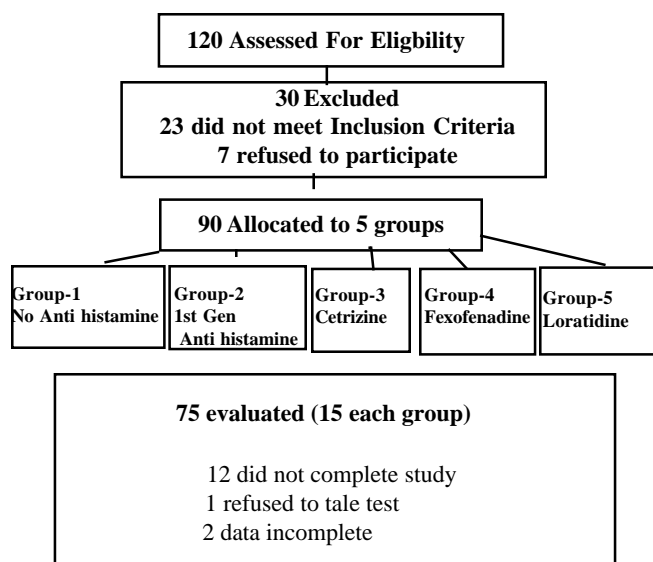 120 Assessed For Eligbility
30 Excluded
23 did not meet Inclusion Criteria
7 refused to participate
90 Allocated to 5 groups
Group-1
No Anti histamine
Group-2
1st Gen
Anti histamine
Group-3
Cetrizine
Group-4
Fexofenadine
Group-5
Loratidine
75 evaluated (15 each group)
12 did not complete study
1 refused to tale test
2 data incomplete